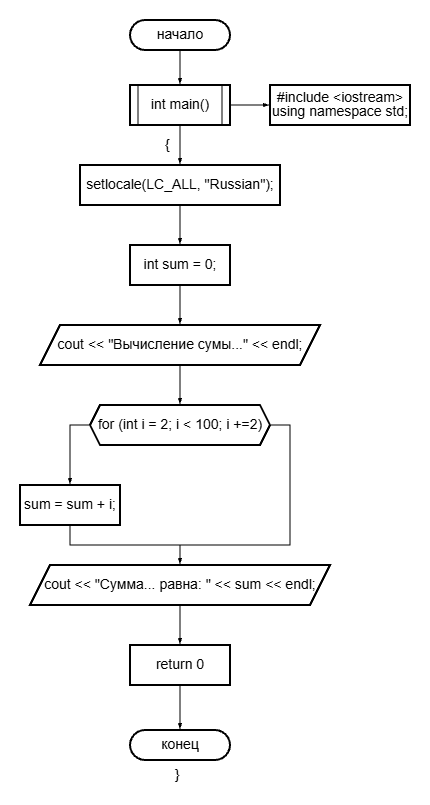 начало
int main()
#include <iostream>
using namespace std;
{
setlocale(LC_ALL, "Russian");
int sum = 0;
cout << "Вычисление сумы..." << endl;
for (int i = 2; i < 100; i +=2)
sum = sum + i;
cout << "Сумма... равна: " << sum << endl;
return 0
конец
}